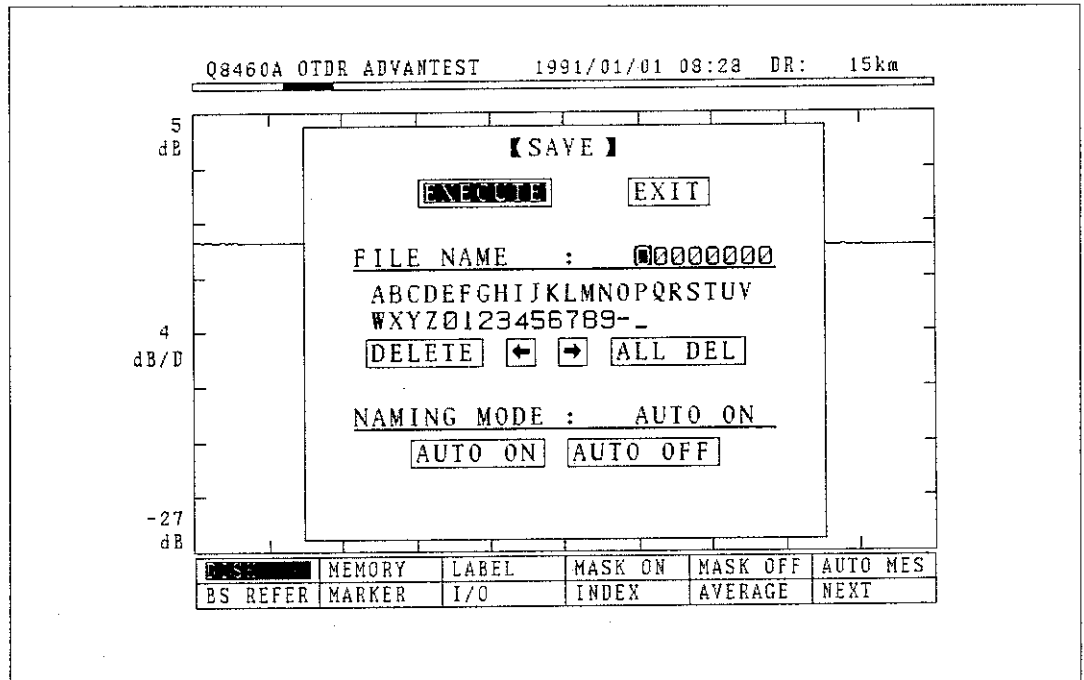 Q8460A OTDR ADVANTEST 1991/01/01 08:28 DR: 15km
5
dB
【SAVE】
EXECUTE EXIT
FILE NAME : 00000000
ABCDEFGHIJKLMNOPQRSTUV
WXYZ0123456789-_
4
dB/D
DELETE ← → ALL DEL
NAMING MODE : AUTO ON
AUTO ON AUTO OFF
-27
dB
MEMORY LABEL MASK ON MASK OFF AUTO MES
BS REFER MARKER I/O INDEX AVERAGE NEXT